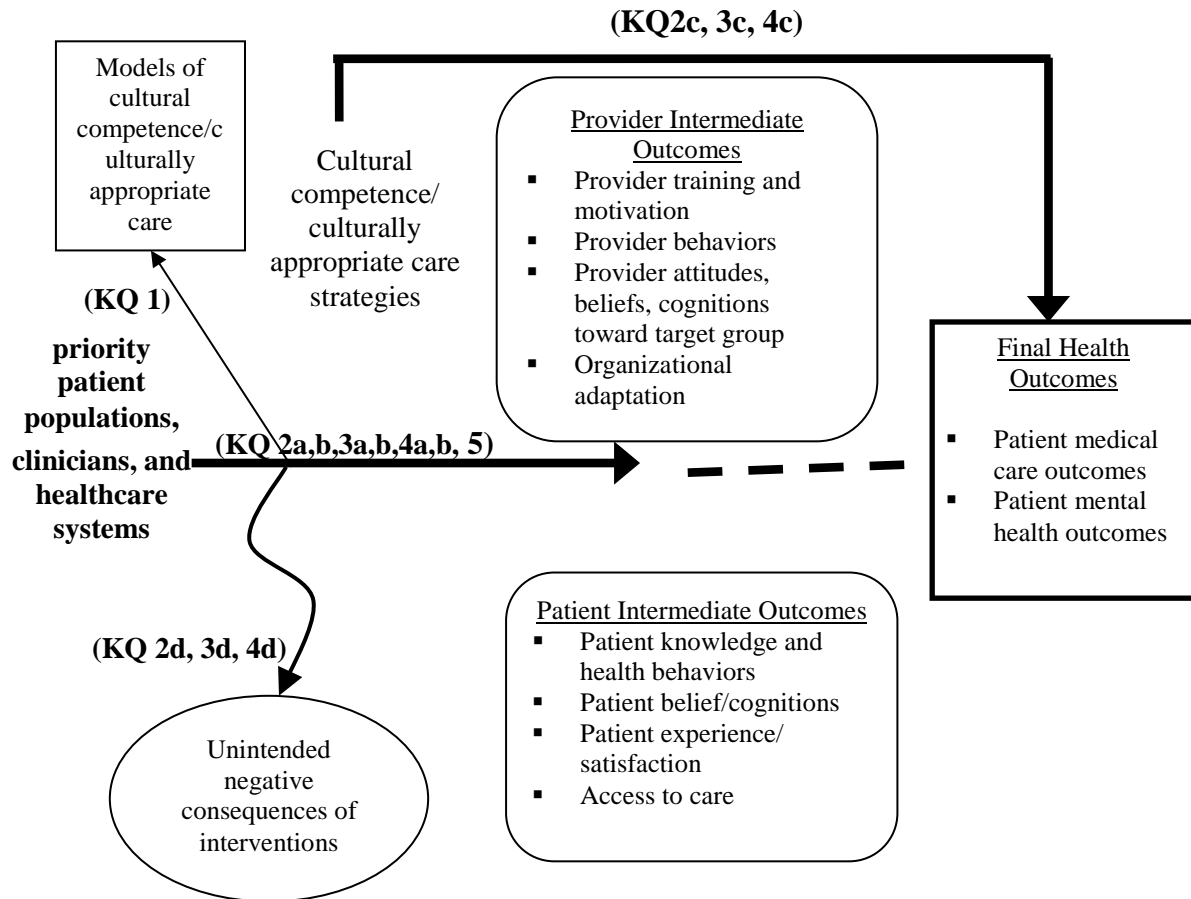 (KQ2c, 3c, 4c)
Models of
cultural
competence/c
ulturally
appropriate
care
Cultural
competence/
culturally
appropriate care
strategies
Provider Intermediate
Outcomes
▪ Provider training and
motivation
▪ Provider behaviors
▪ Provider attitudes,
beliefs, cognitions
toward target group
▪ Organizational
adaptation
(KQ 1)
priority
patient
populations,
clinicians, and
healthcare
systems
(KQ 2a,b,3a,b,4a,b, 5)
Final Health
Outcomes
▪ Patient medical
care outcomes
▪ Patient mental
health outcomes
(KQ 2d, 3d, 4d)
Unintended
negative
consequences of
interventions
Patient Intermediate Outcomes
▪ Patient knowledge and
health behaviors
▪ Patient belief/cognitions
▪ Patient experience/
satisfaction
▪ Access to care